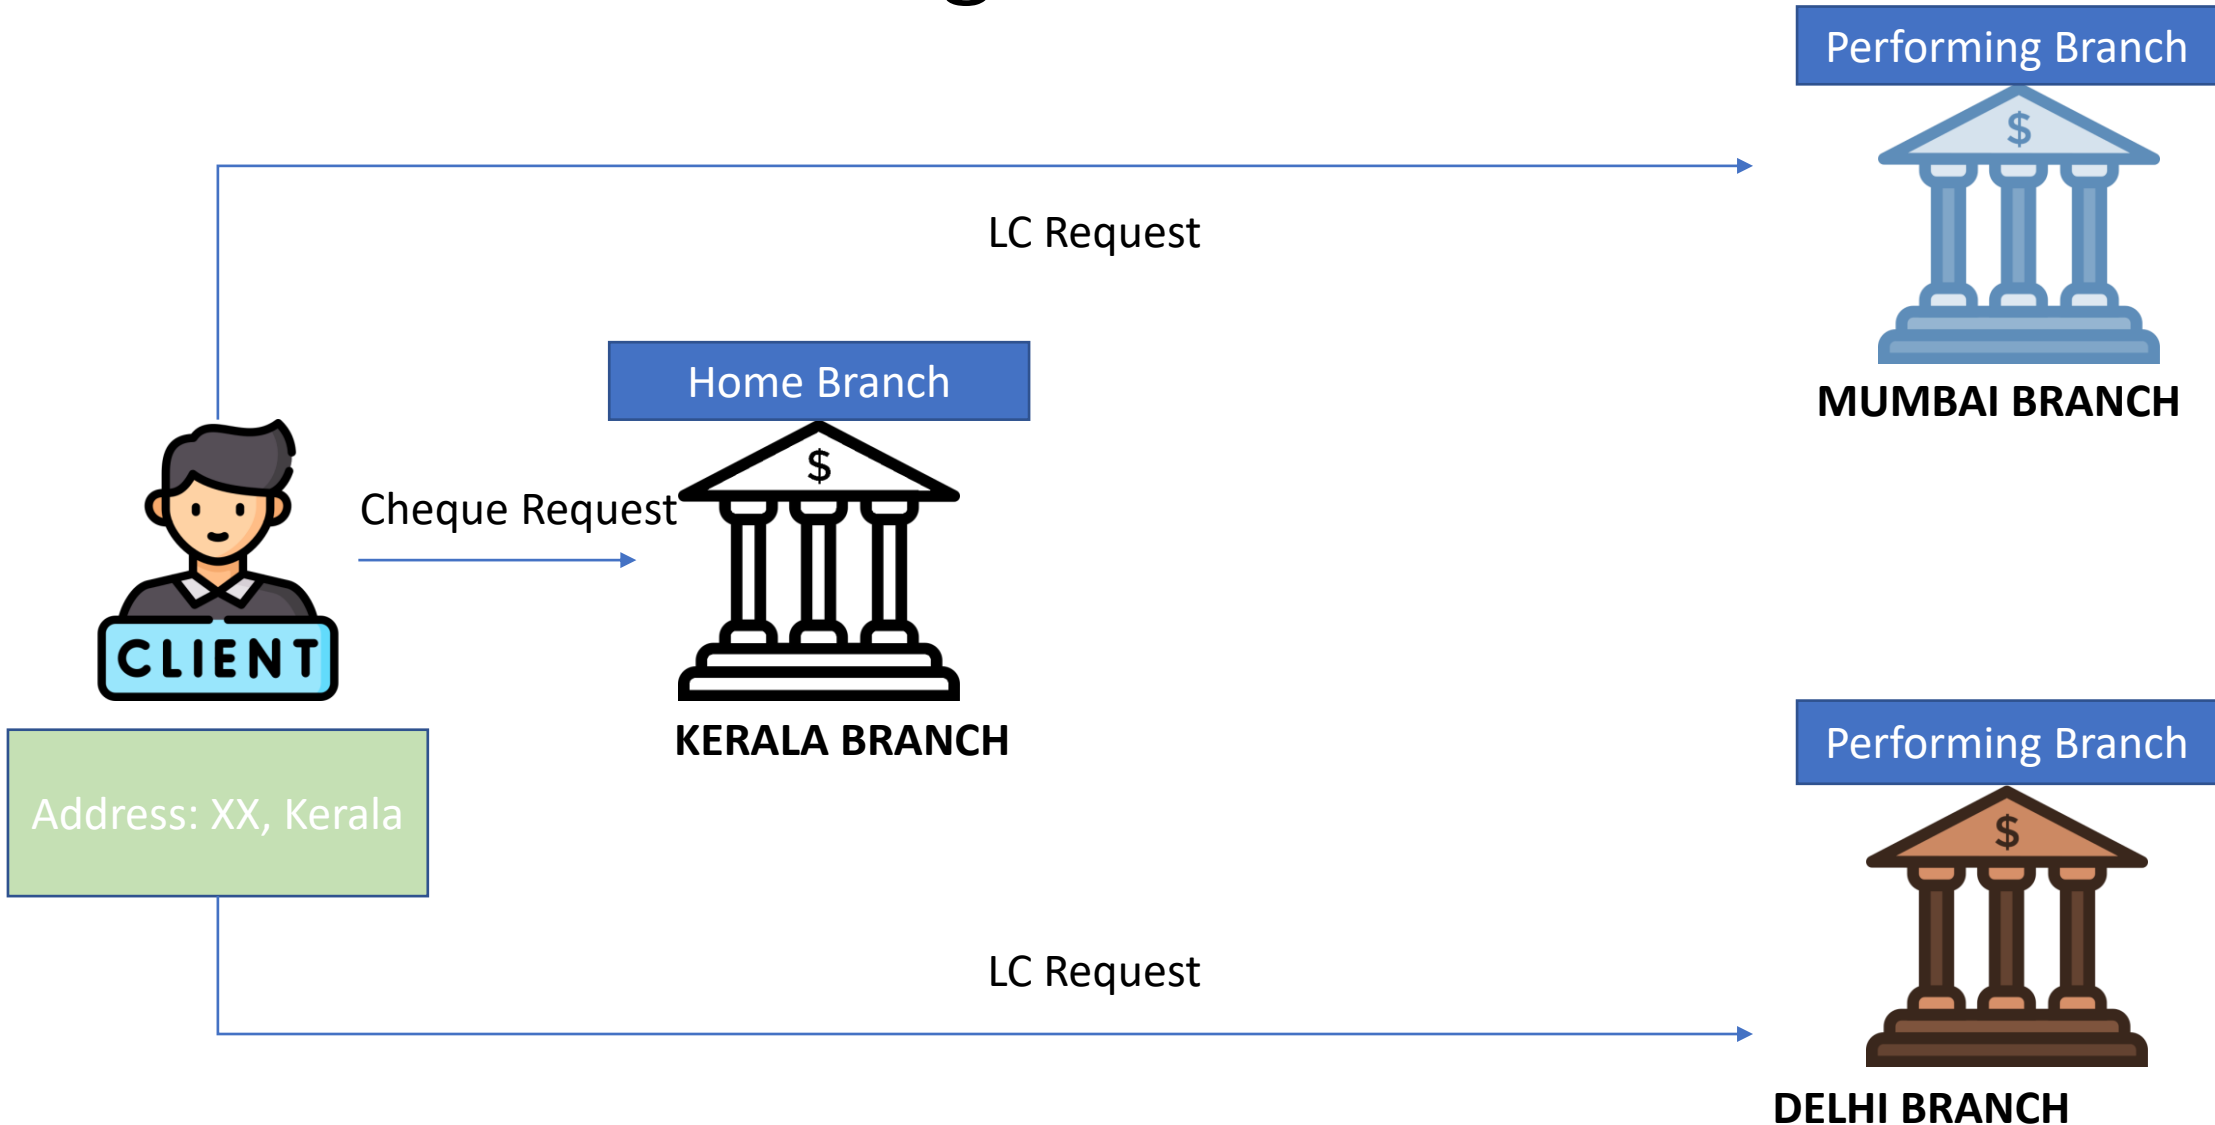 Performing Branch
$
LC Request
MUMBAI BRANCH
Home Branch
$
Cheque Request
CLIENT
KERALA BRANCH
Performing Branch
Address: XX, Kerala
$
LC Request
DELHI BRANCH